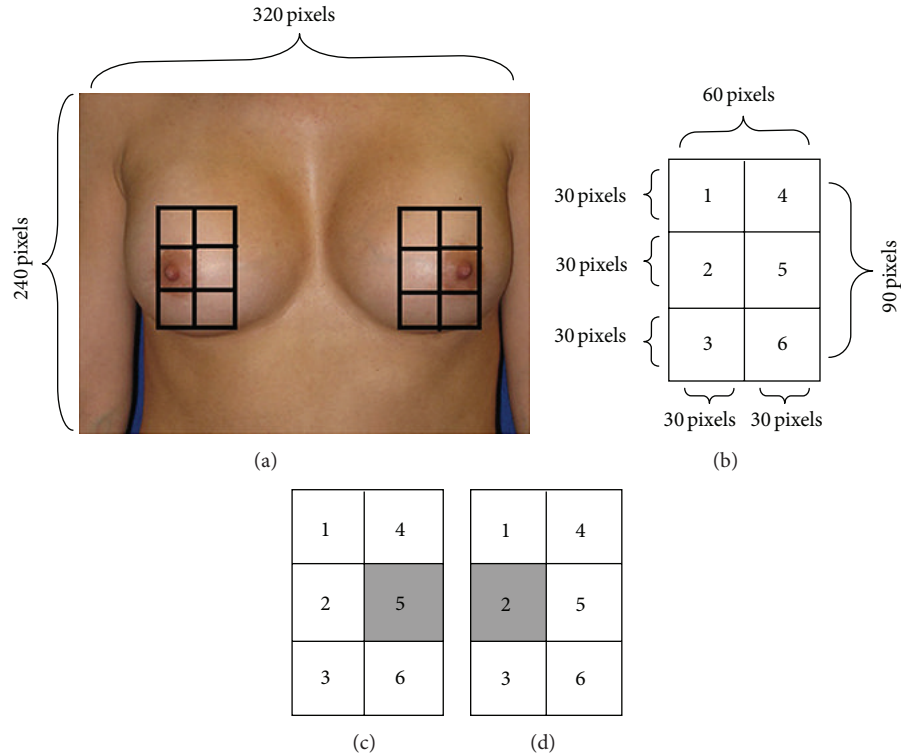 320 pixels
240 pixels
60 pixels
30 pixels
30 pixels
30 pixels
90 pixels
1 4
2 5
3 6
30 pixels 30 pixels
(a) (b)
1 4
2 5
3 6
1 4
2 5
3 6
(c) (d)